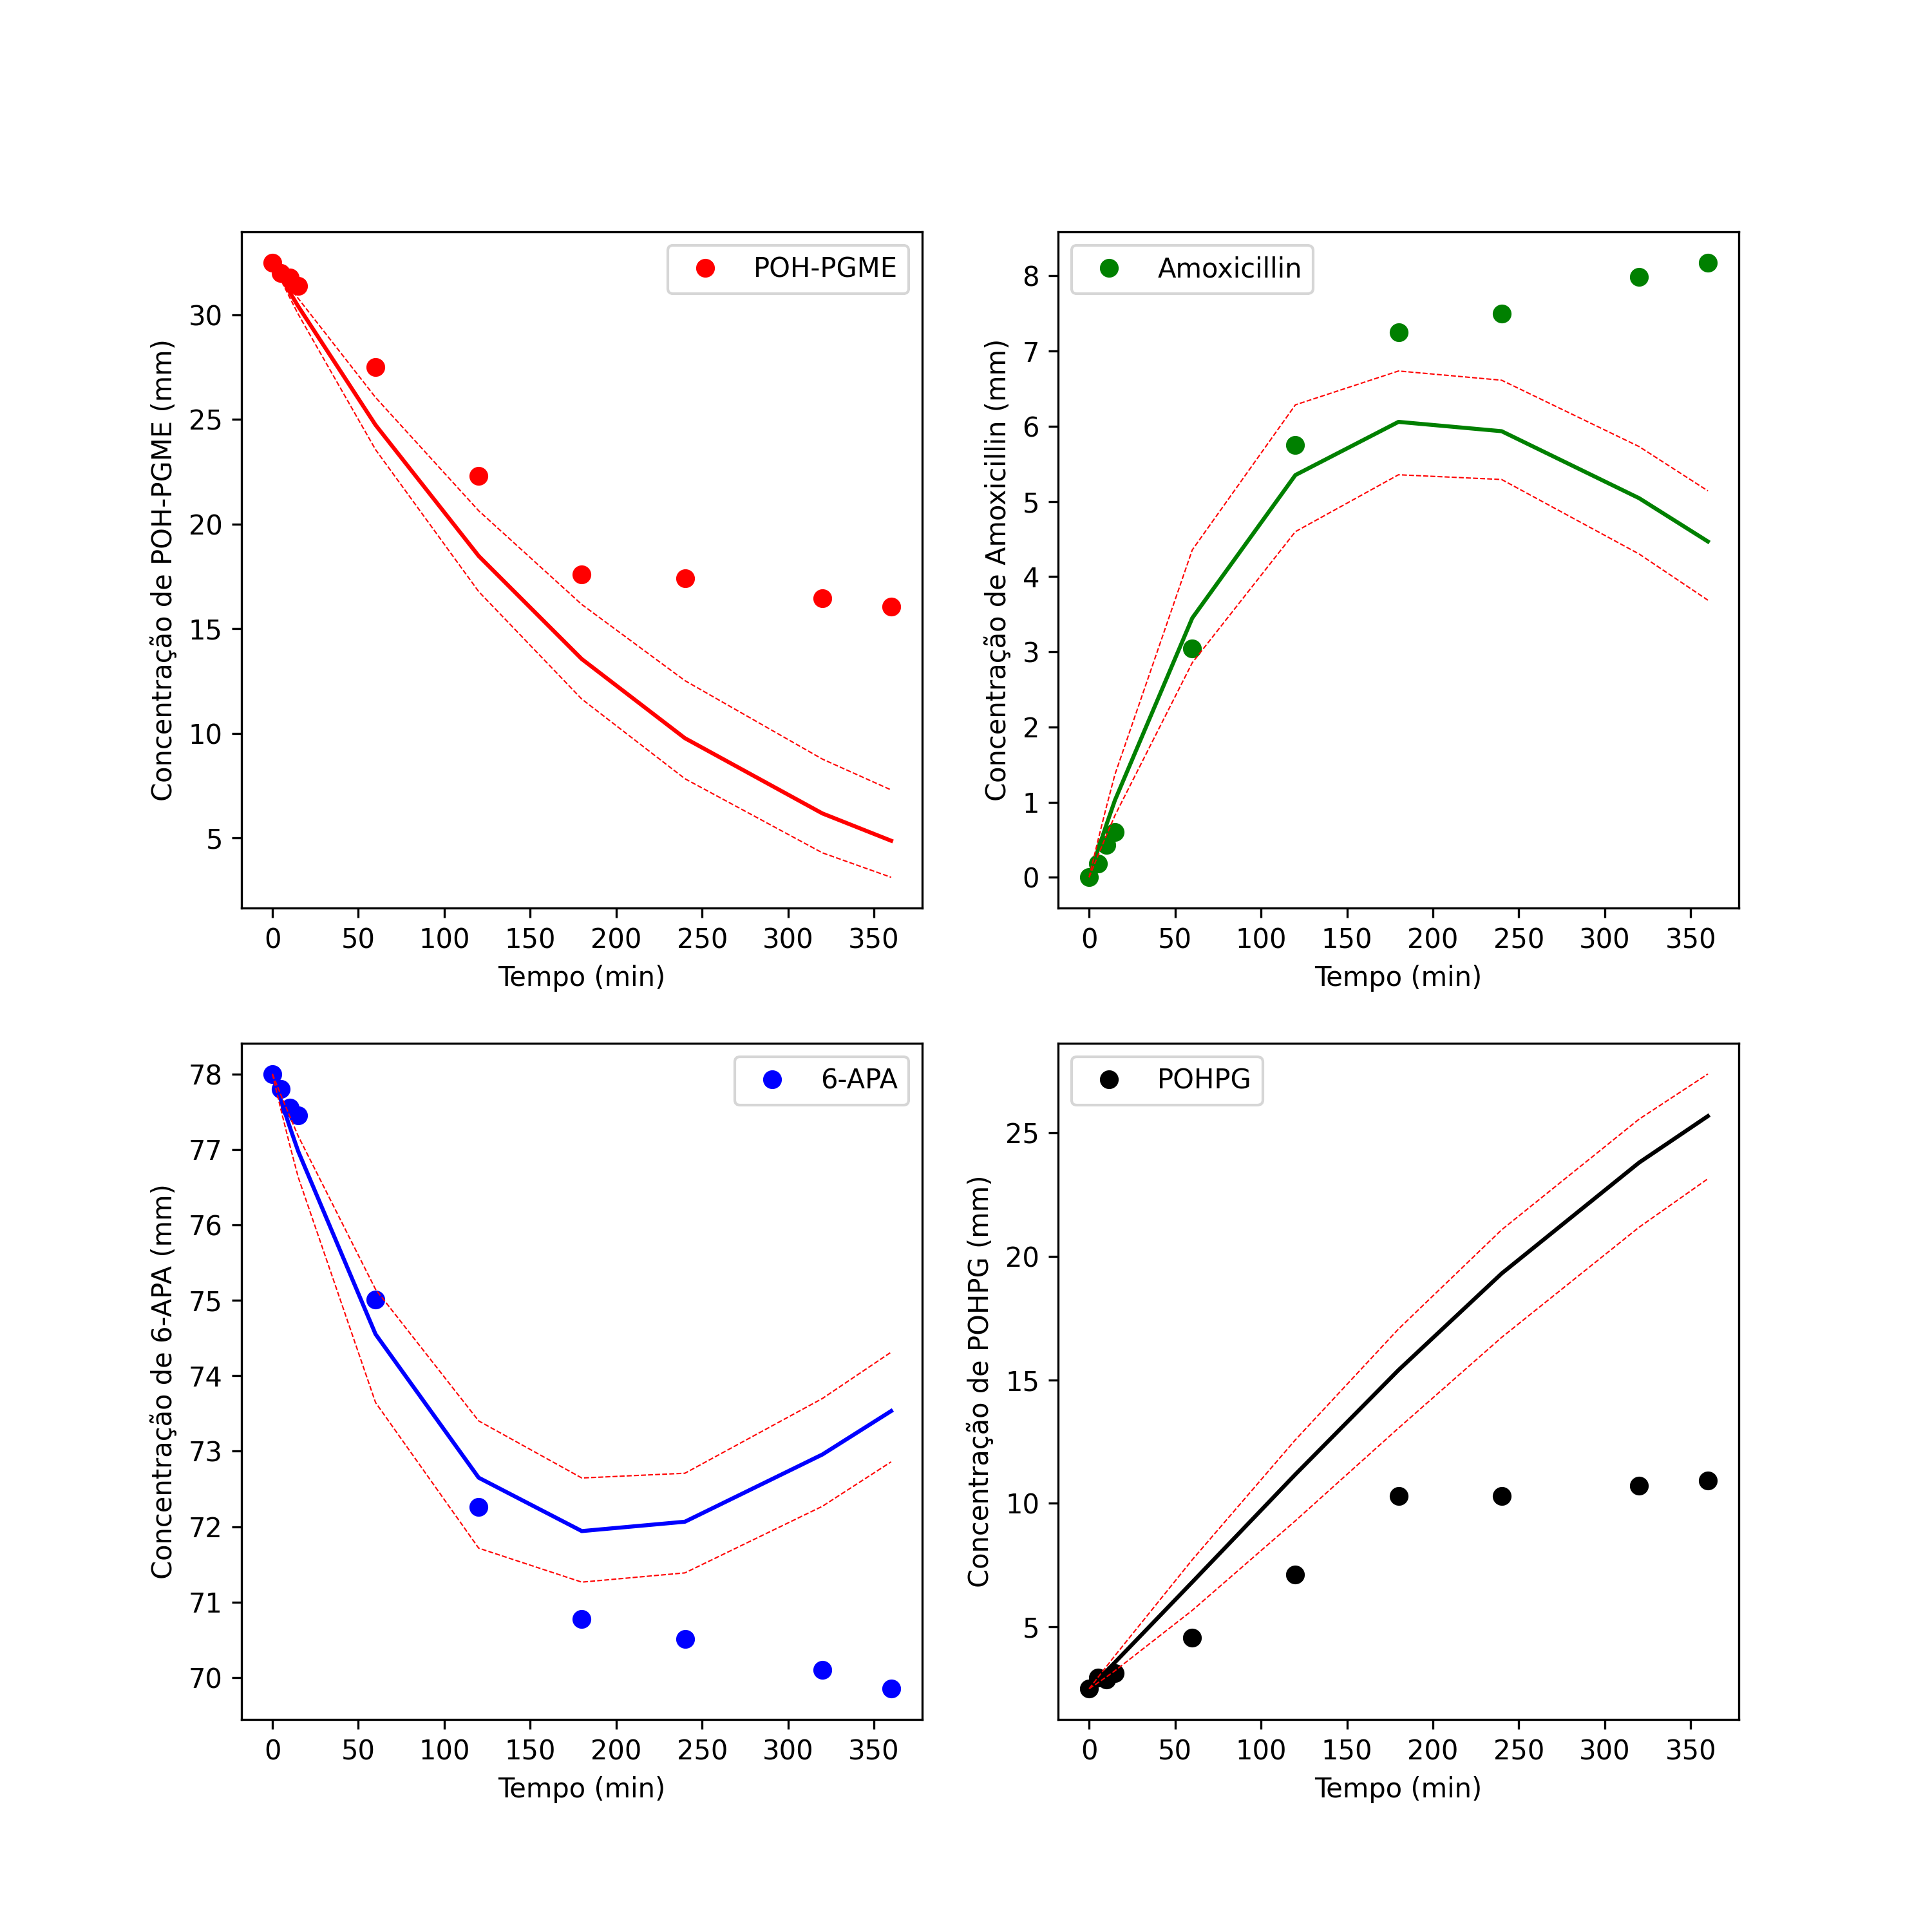 POH-PGME
Concentração de POH-PGME (mm)
30
25
20
15
10
5
0 50 100 150 200 250 300 350
Tempo (min)
Amoxicillin
Concentração de Amoxicillin (mm)
8
7
6
5
4
3
2
1
0
0 50 100 150 200 250 300 350
Tempo (min)
6-APA
Concentração de 6-APA (mm)
78
77
76
75
74
73
72
71
70
0 50 100 150 200 250 300 350
Tempo (min)
POHPG
Concentração de POHPG (mm)
25
20
15
10
5
0 50 100 150 200 250 300 350
Tempo (min)